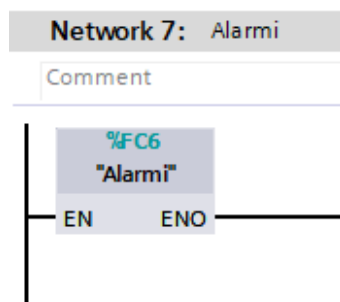 Network 7: Alarmi
Comment
%FC6
"Alarmi"
EN ENO